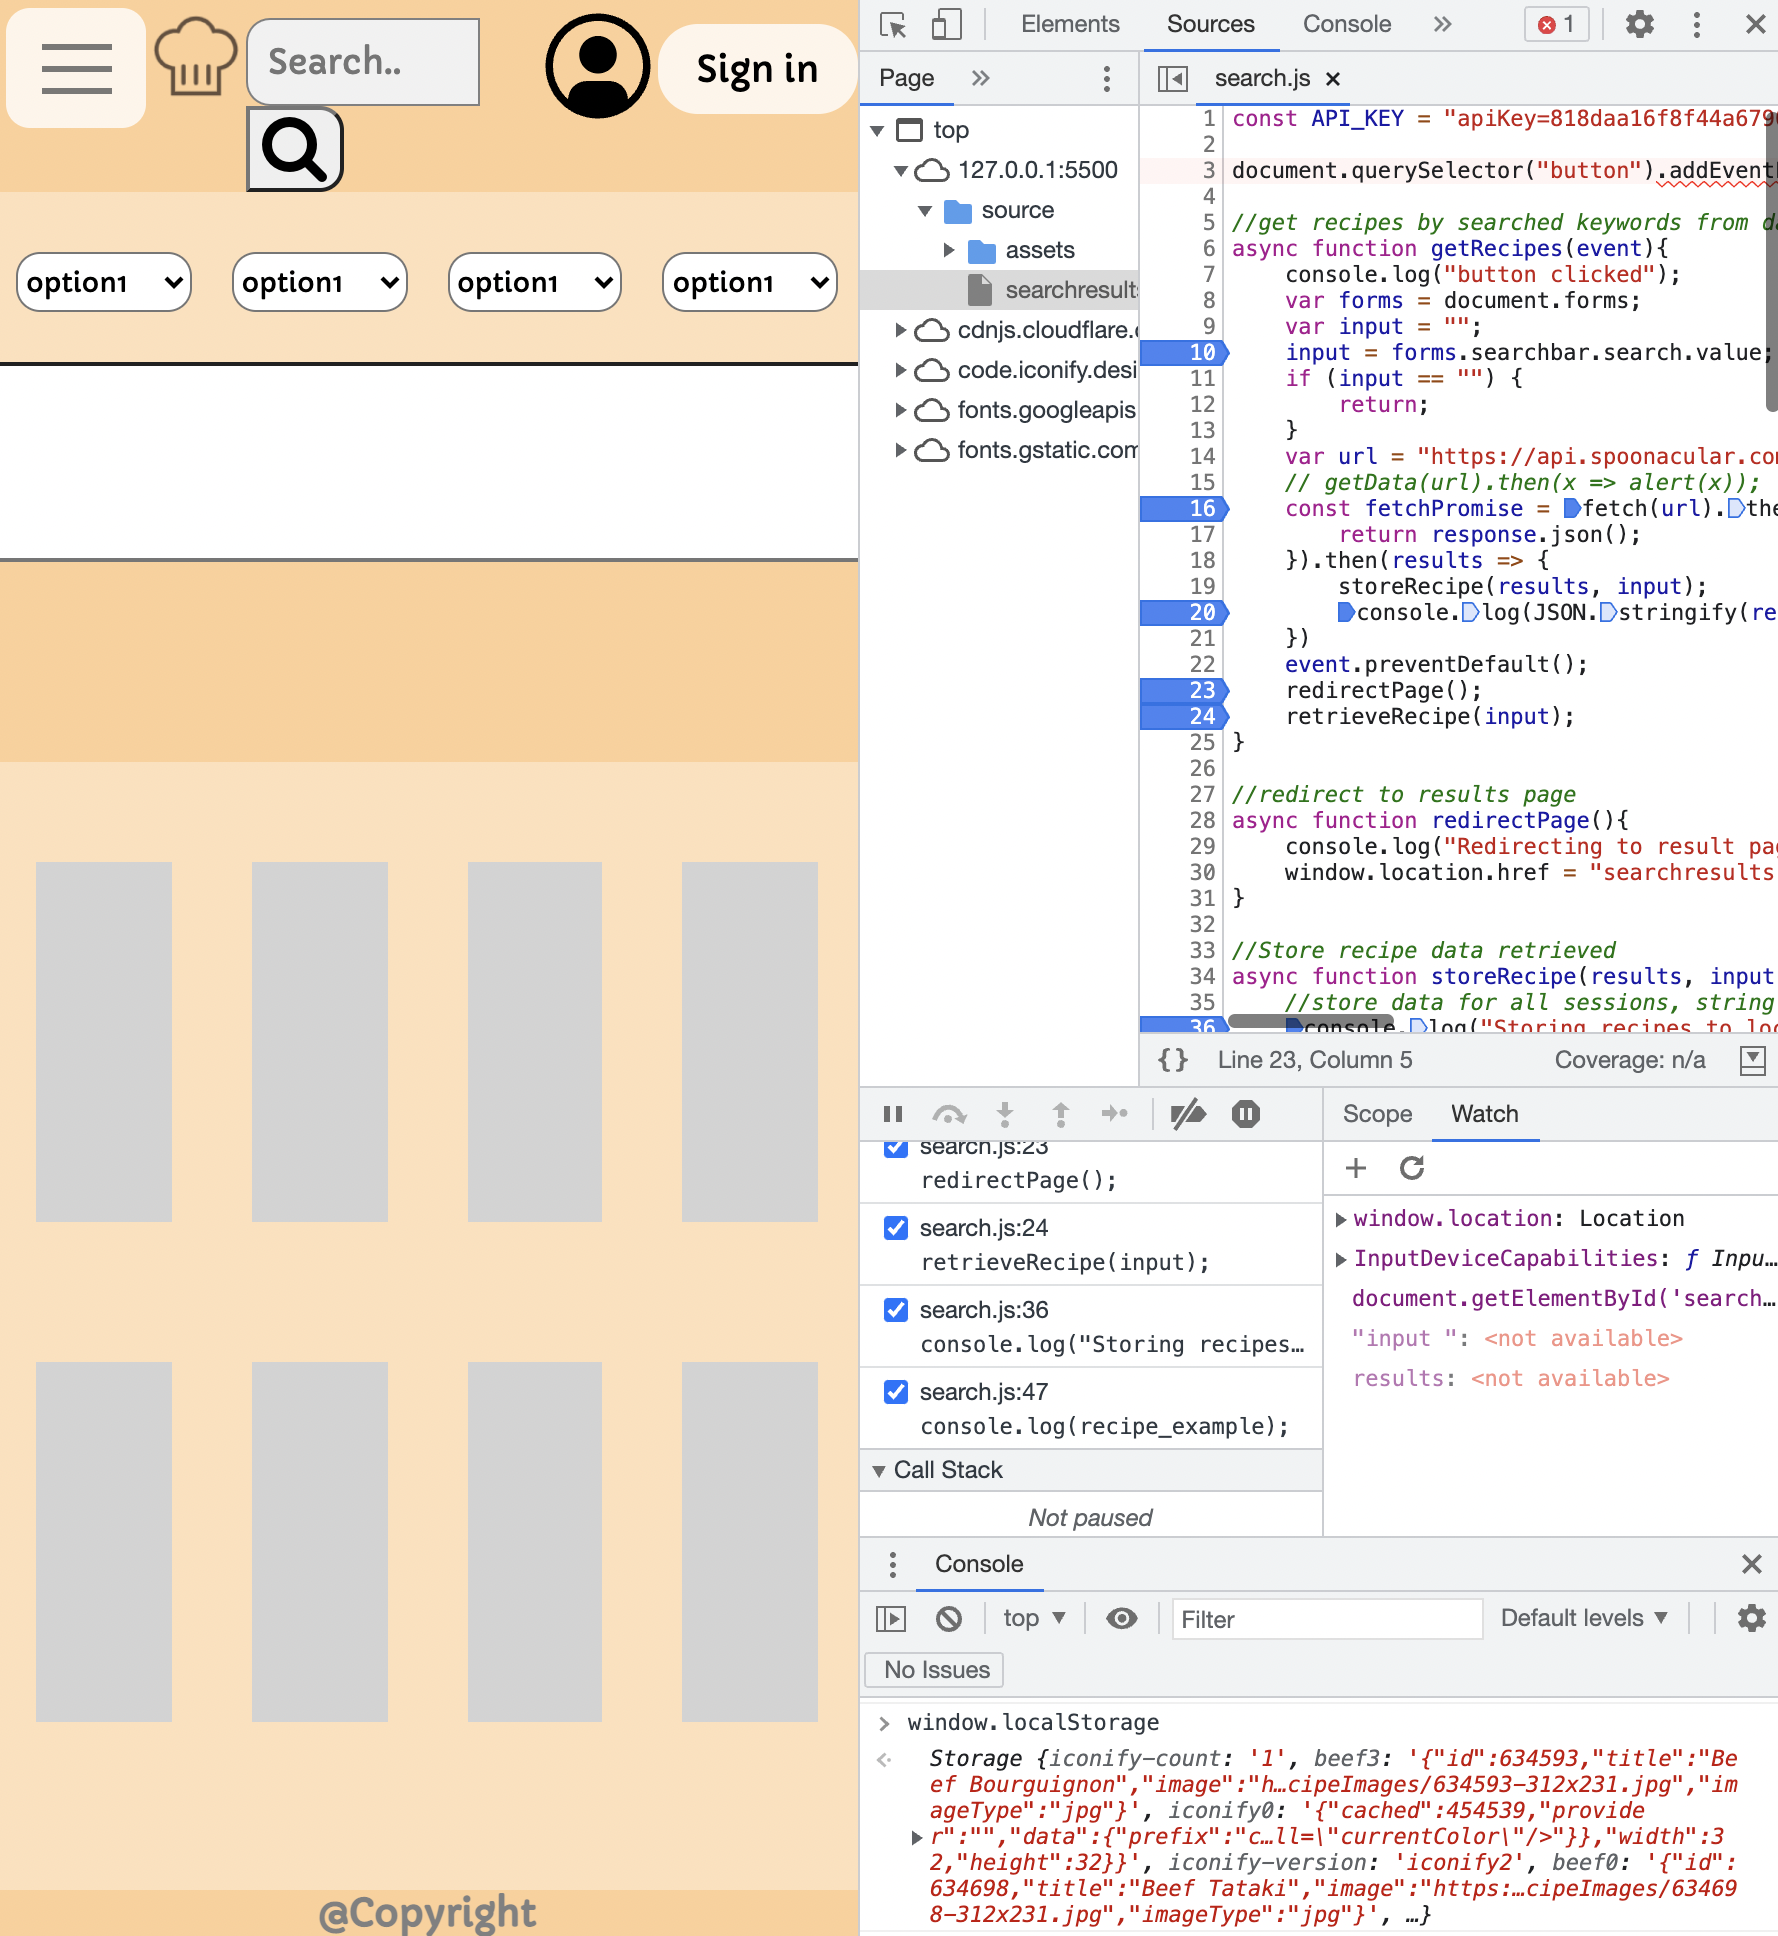 Search..
Sign in
option1
option1
option1
option1
@Copyright
Elements
Sources
Console
1
Page
search.js
top
127.0.0.1:5500
source
assets
searchresults
cdnjs.cloudflare.
code.iconify.desi
fonts.googleapis
fonts.gstatic.com
1 const API_KEY = "apiKey=818daa16f8f44a679
2
3 document.querySelector("button").addEvent
4
5 //get recipes by searched keywords from da
6 async function getRecipes(event){
7 console.log("button clicked");
8 var forms = document.forms;
9 var input = "";
10 input = forms.searchbar.search.value;
11 if (input == "") {
12 return;
13 }
14 var url = "https://api.spoonacular.com
15 // getData(url).then(x => alert(x));
16 const fetchPromise = fetch(url).the
17 return response.json();
18 }).then(results => {
19 storeRecipe(results, input);
20 console.log(JSON.stringify(re
21 })
22 event.preventDefault();
23 redirectPage();
24 retrieveRecipe(input);
25 }
26
27 //redirect to results page
28 async function redirectPage(){
29 console.log("Redirecting to result pag
30 window.location.href = "searchresults
31 }
32
33 //Store recipe data retrieved
34 async function storeRecipe(results, input
35 //store data for all sessions, string
36 console.log("Storing recipes to loc
{} Line 23, Column 5
Coverage: n/a
search.js:23
redirectPage();
search.js:24
retrieveRecipe(input);
search.js:36
console.log("Storing recipes…
search.js:47
console.log(recipe_example);
Call Stack
Not paused
Scope
Watch
window.location: Location
InputDeviceCapabilities: ƒ Inpu…
document.getElementById('search…
"input ": <not available>
results: <not available>
Console
top
Filter
Default levels
No Issues
window.localStorage
Storage {iconify-count: '1', beef3: '{"id":634593,"title":"Be
ef Bourguignon","image":"h…cipeImages/634593-312x231.jpg","im
ageType":"jpg"}', iconify0: '{"cached":454539,"provide
r":"","data":{"prefix":"c…ll=\"currentColor\"/>"}},"width":3
2,"height":32}}', iconify-version: 'iconify2', beef0: '{"id":
634698,"title":"Beef Tataki","image":"https:…cipeImages/63469
8-312x231.jpg","imageType":"jpg"}', …}